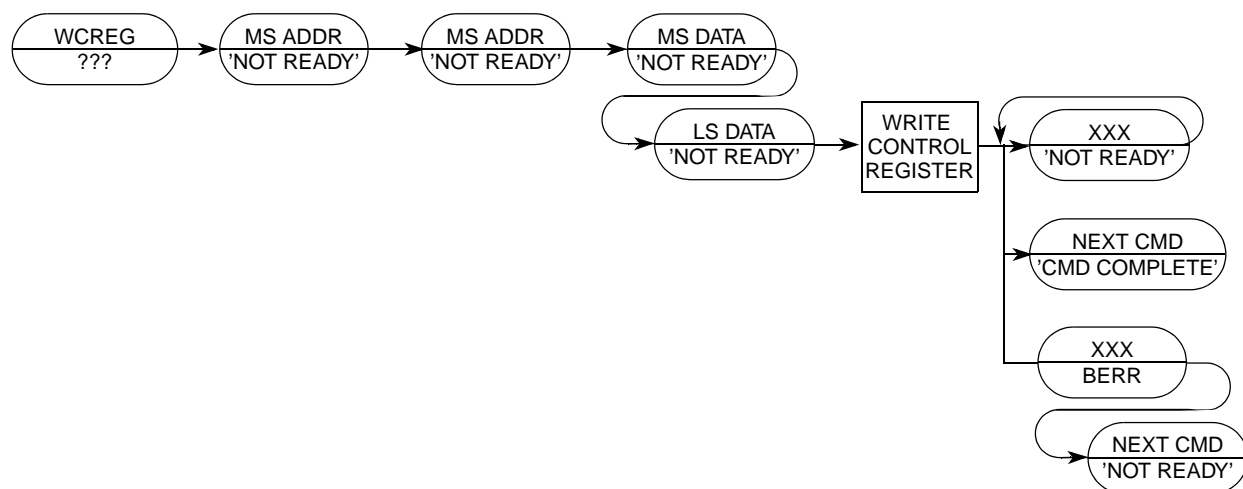 WCREG
???
MS ADDR
'NOT READY'
MS ADDR
'NOT READY'
MS DATA
'NOT READY'
LS DATA
'NOT READY'
WRITE
CONTROL
REGISTER
XXX
'NOT READY'
NEXT CMD
'CMD COMPLETE'
XXX
BERR
NEXT CMD
'NOT READY'